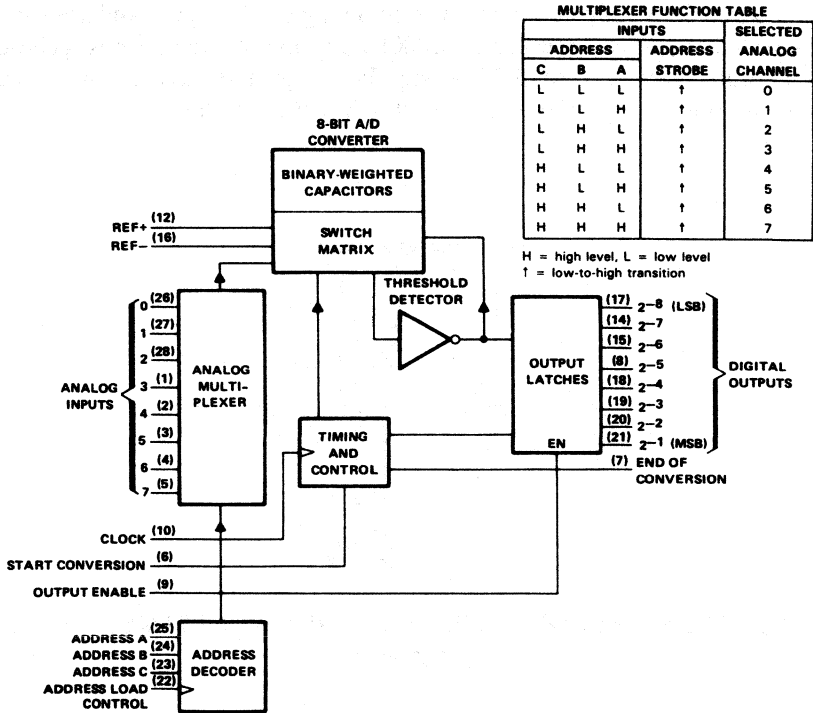 MULTIPLEXER FUNCTION TABLE
INPUTS SELECTED
ADDRESS ADDRESS ANALOG
C B A STROBE CHANNEL
L L L ↑ 0
L L H ↑ 1
L H L ↑ 2
L H H ↑ 3
H L L ↑ 4
H L H ↑ 5
H H L ↑ 6
H H H ↑ 7
H = high level, L = low level
↑ = low-to-high transition
8-BIT A/D
CONVERTER
BINARY-WEIGHTED
CAPACITORS
SWITCH
MATRIX
REF+ (12)
REF− (16)
THRESHOLD
DETECTOR
ANALOG
INPUTS
0 (26)
1 (27)
2 (28)
3 (1)
4 (2)
5 (3)
6 (4)
7 (5)
ANALOG
MULTI-
PLEXER
TIMING
AND
CONTROL
OUTPUT
LATCHES
EN
(17) 2−8 (LSB)
(14) 2−7
(15) 2−6
(8) 2−5
(18) 2−4
(19) 2−3
(20) 2−2
(21) 2−1 (MSB)
DIGITAL
OUTPUTS
(7) END OF
CONVERSION
CLOCK (10)
START CONVERSION (6)
OUTPUT ENABLE (9)
ADDRESS A (25)
ADDRESS B (24)
ADDRESS C (23)
ADDRESS LOAD (22)
CONTROL
ADDRESS
DECODER